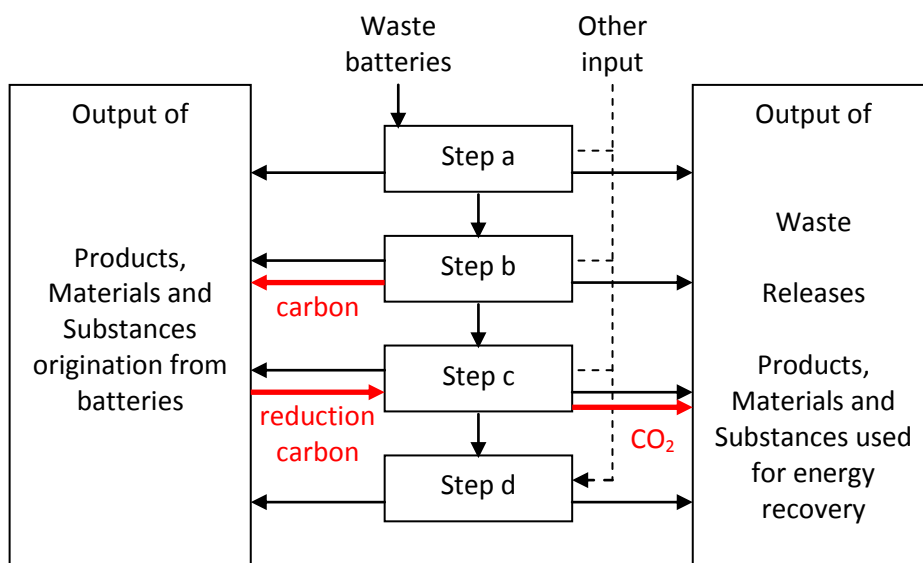 Waste
batteries
Other
input
Output of
Products,
Materials and
Substances
origination from
batteries
Step a
Step b
carbon
Step c
reduction
carbon
CO₂
Step d
Output of
Waste
Releases
Products,
Materials and
Substances used
for energy
recovery